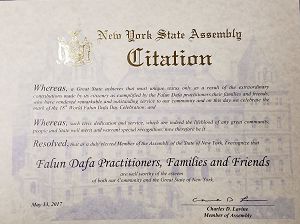 New York State Assembly
Citation
Whereas, a Great State achieves that most unique status only as a result of the extraordinary
contributions made by its citizenry as exemplified by the Falun Dafa practitioners, their families and friends
who have rendered remarkable and outstanding service to our community and on this day we celebrate the
mark of the 18th World Falun Dafa Day Celebration; and
Whereas, such civic dedication and service, which are indeed the lifeblood of any great community,
people and State will merit and warrant special recognition; now therefore be it
Resolved, that as a duly elected Member of the Assembly of the State of New York, I recognize that
Falun Dafa Practitioners, Families and Friends
are well worthy of the esteem
of both our Community and the Great State of New York.
May 13, 2017
Charles D. Lavine
Member of Assembly